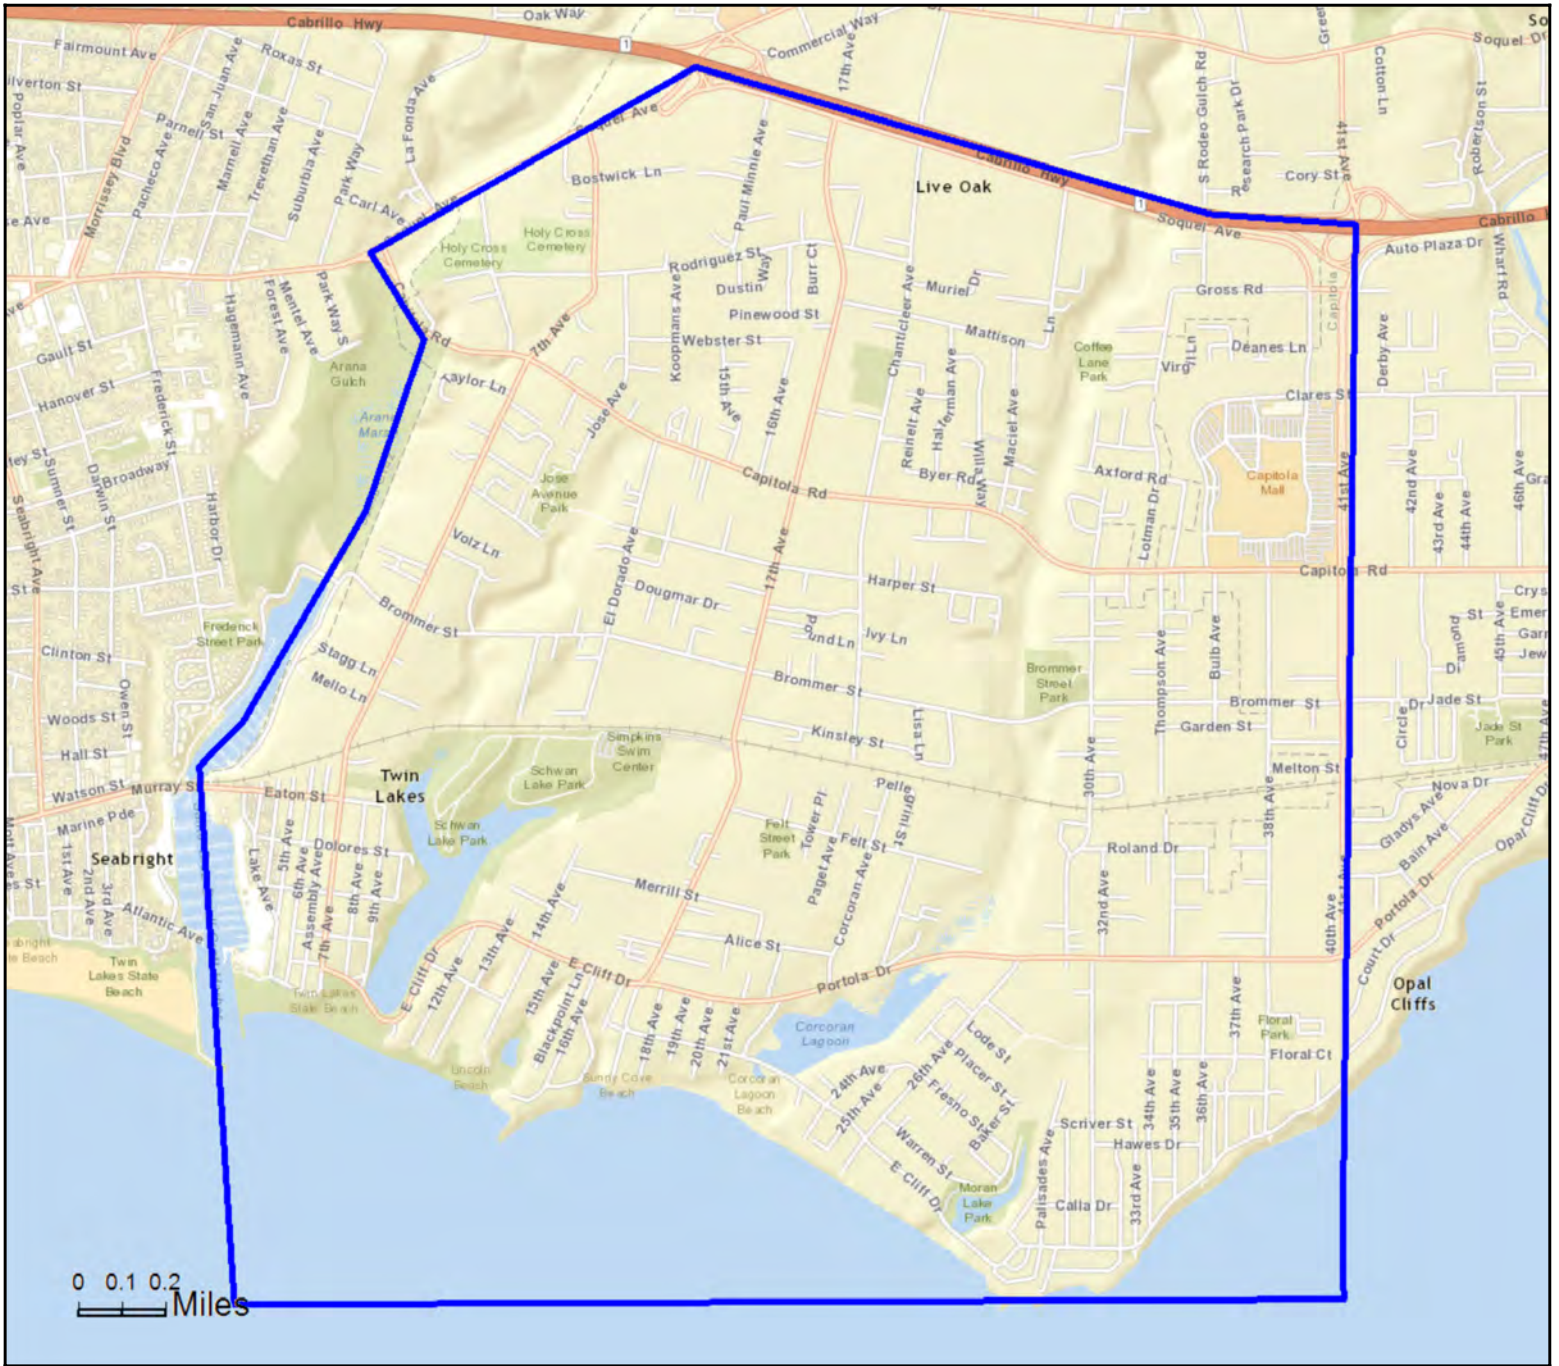 Cabrillo Hwy
Oak Way
1
Commercial Way
17th Ave
Soquel Dr
Cotton Ln
Robertson St
S Rodeo Gulch Rd
Fairmount Ave
Roxas St
San Juan Ave
Poplar Ave
Parnell St
La Fonda Ave
Morrissey Blvd
Pacheco Ave
Marnell Ave
Trevethan Ave
Suburbia Ave
Park Way
Carl Ave
Bostwick Ln
Paul Minnie Ave
Live Oak
Cabrillo Hwy
1
Soquel Ave
41st Ave
Cory St
Cabrillo
Auto Plaza Dr
Wharf Rd
Holy Cross
Cemetery
Holy Cross
Cemetery
Rodriguez St
Dustin
Way
Burr Ct
Pinewood St
Webster St
Koopmans Ave
15th Ave
16th Ave
Chanticleer Ave
Muriel Dr
Mattison
Ln
Gross Rd
Capitola
Deanes Ln
Coffee
Lane
Park
Clares St
Derby Ave
Hagemann Ave
Forest Ave
Mentel Ave
Park Way S
Gault St
Hanover St
Frederick St
Arana
Gulch
7th Ave
Taylor Ln
Jose Ave
Jose
Avenue
Park
Capitola Rd
Reinelt Ave
Halterman Ave
Maciel Ave
Willa Way
Byer Rd
Axford Rd
Lotman Dr
Capitola
Mall
41st Ave
42nd Ave
43rd Ave
44th Ave
46th Ave
Sumner St
Darwin St
Broadway
Harbor Dr
Seabright Ave
Volz Ln
El Dorado Ave
Dougmar Dr
17th Ave
Harper St
Ivy Ln
Capitola Rd
Frederick
Street Park
Brommer St
Stagg Ln
Mello Ln
Brommer St
Brommer
Street
Park
Thompson Ave
Bulb Ave
Brommer St
Garden St
45th Ave
Jade St
Jade St
Park
Circle
47th Ave
Clinton St
Owen St
Woods St
Hall St
Watson St
Murray St
Marine Pde
Eaton St
Twin
Lakes
Schwan
Lake Park
Simpkins
Swim
Center
Kinsley St
Lisa Ln
30th Ave
38th Ave
Melton St
Nova Dr
Gladys Ave
Bain Ave
Opal Cliff Dr
Schwan
Lake Park
Felt
Street
Park
Tower Pl
Felt St
Paget Ave
Corcoran Ave
Roland Dr
Portola Dr
Seabright
1st Ave
2nd Ave
3rd Ave
Atlantic Ave
Lake Ave
5th Ave
6th Ave
Assembly Ave
7th Ave
Dolores St
8th Ave
9th Ave
Merrill St
14th Ave
13th Ave
12th Ave
E Cliff Dr
E Cliff Dr
Alice St
Portola Dr
32nd Ave
40th Ave
Court Dr
Opal
Cliffs
Twin
Lakes State
Beach
Twin Lakes
State Beach
15th Ave
Blackpoint Ln
16th Ave
18th Ave
19th Ave
20th Ave
21st Ave
Corcoran
Lagoon
Lincoln
Beach
Sunny Cove
Beach
Corcoran
Lagoon
Beach
24th Ave
25th Ave
26th Ave
Lode St
Placer St
Fresno St
Baker St
Warren St
E Cliff Dr
Moran
Lake
Park
Palisades Ave
Scriver St
Hawes Dr
Calla Dr
33rd Ave
34th Ave
35th Ave
36th Ave
37th Ave
Floral
Park
Floral Ct
0 0.1 0.2
Miles